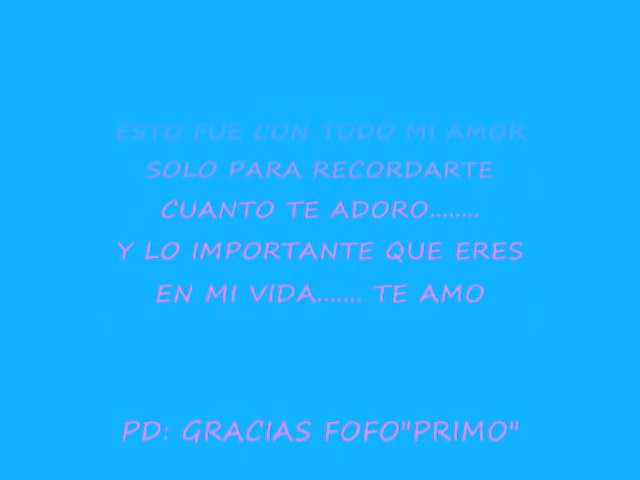 ESTO FUE CON TODO MI AMOR
SOLO PARA RECORDARTE
CUANTO TE ADORO........
Y LO IMPORTANTE QUE ERES
EN MI VIDA....... TE AMO
PD: GRACIAS FOFO"PRIMO"